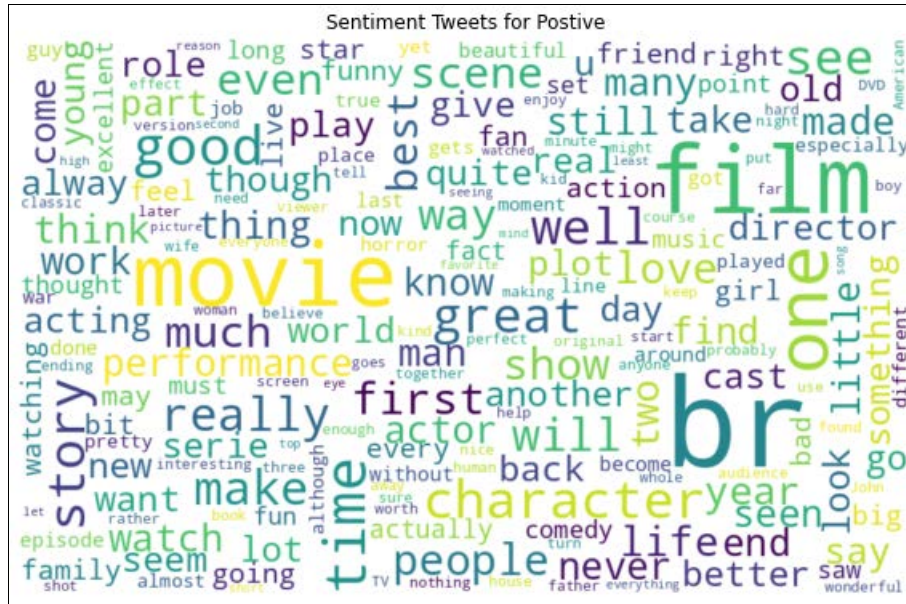 Sentiment Tweets for Postive
guy young come excellent reason role effect long star yet beautiful u friend right see American
part job even funny scene set many point old DVD
version second true enjoy hard night
good live play best give fan still take made
high place tell gets watched minute might least especially
alway feel though need last quite real kid action got put far boy film
classic later viewer seeing moment
think picture thing now way well course music director
wife everyone horror fact mind
work movie know favorite plot love played song
thought making line girl keep one little something different
war woman believe great day
acting much world kind perfect original start find
done ending performance goes man together show around probably anyone
watching story may must screen eye first another two cast use
bit really help actor will br bad found
pretty serie top enough every nice
new interesting three although without human back become whole audience look go
want make time away sure worth character year seen John big
let rather book fun actually comedy
episode watch lot turn life end say
family seem going people never better saw
shot almost short TV nothing house father everything wonderful